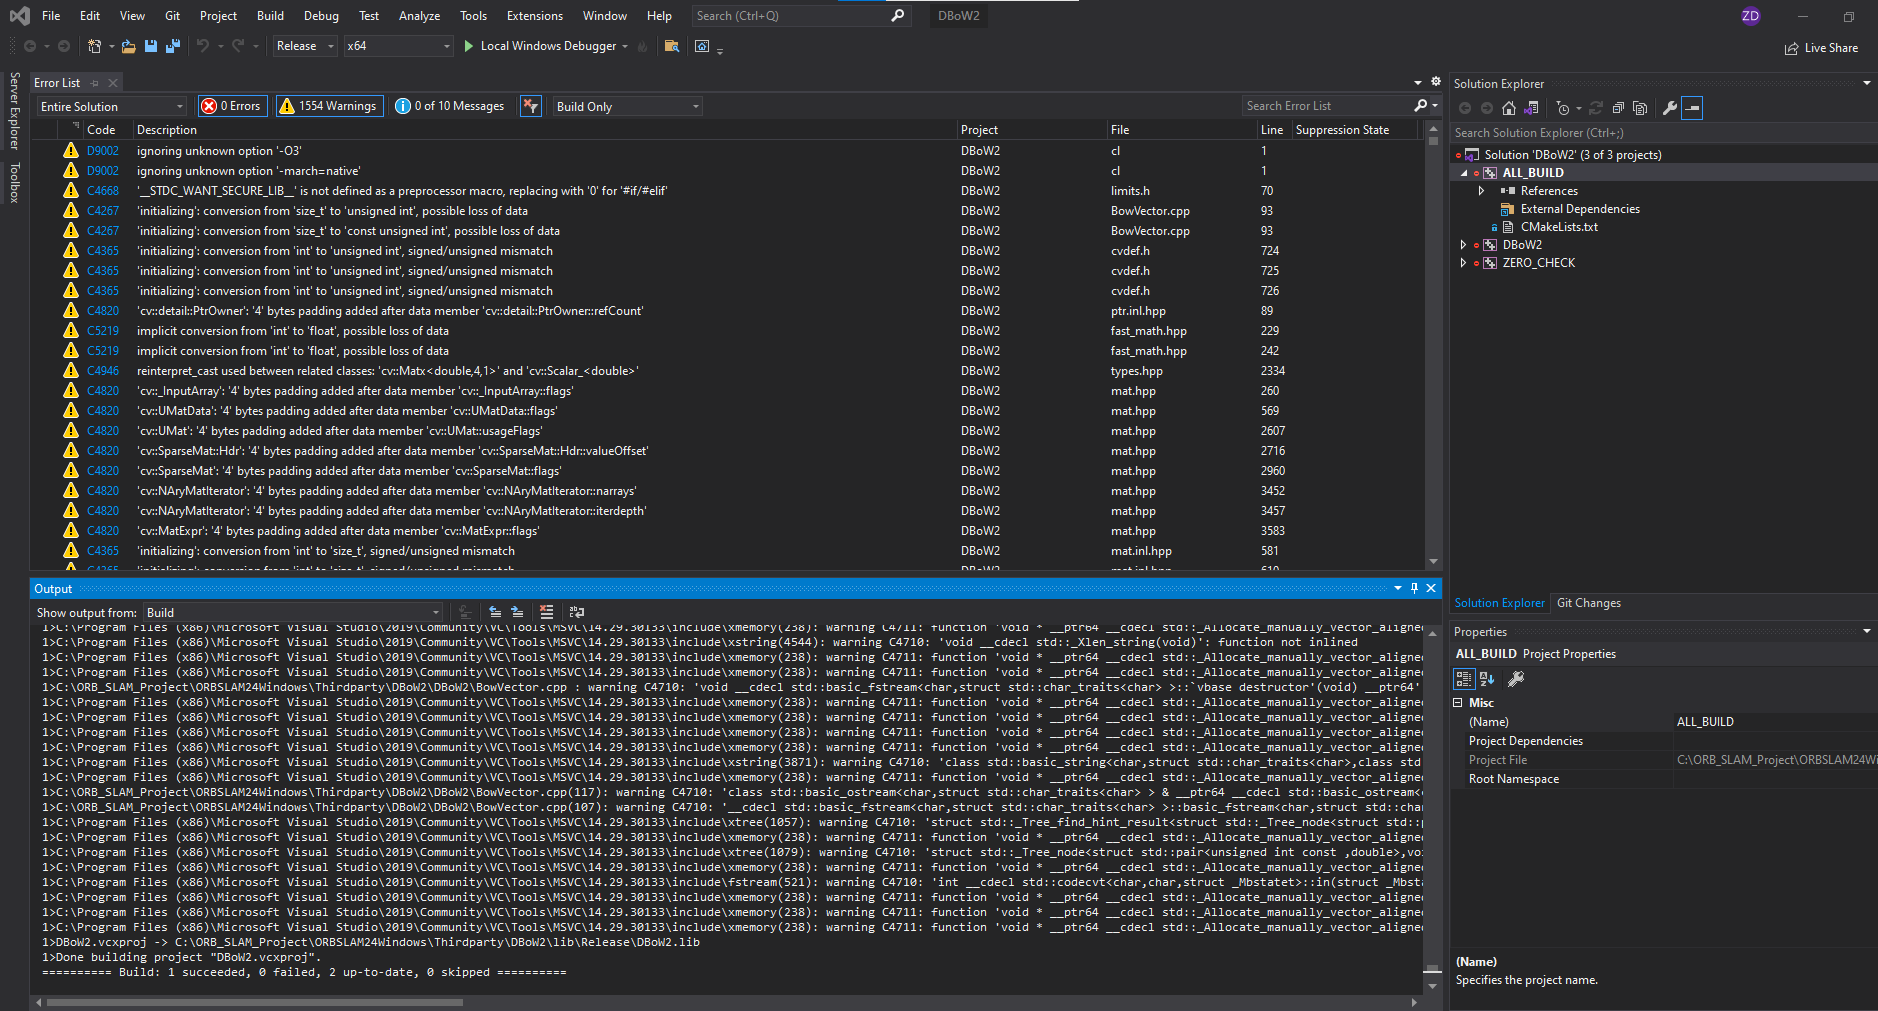 File Edit View Git Project Build Debug Test Analyze Tools Extensions Window Help Search (Ctrl+Q) DBoW2 ZD
Release x64 Local Windows Debugger Live Share
Server Explorer
Toolbox
Error List
Entire Solution 0 Errors 1554 Warnings 0 of 10 Messages Build Only Search Error List
Code Description Project File Line Suppression State
D9002 ignoring unknown option '-O3' DBoW2 cl 1
D9002 ignoring unknown option '-march=native' DBoW2 cl 1
C4668 '__STDC_WANT_SECURE_LIB__' is not defined as a preprocessor macro, replacing with '0' for '#if/#elif' DBoW2 limits.h 70
C4267 'initializing': conversion from 'size_t' to 'unsigned int', possible loss of data DBoW2 BowVector.cpp 93
C4267 'initializing': conversion from 'size_t' to 'const unsigned int', possible loss of data DBoW2 BowVector.cpp 93
C4365 'initializing': conversion from 'int' to 'unsigned int', signed/unsigned mismatch DBoW2 cvdef.h 724
C4365 'initializing': conversion from 'int' to 'unsigned int', signed/unsigned mismatch DBoW2 cvdef.h 725
C4365 'initializing': conversion from 'int' to 'unsigned int', signed/unsigned mismatch DBoW2 cvdef.h 726
C4820 'cv::detail::PtrOwner': '4' bytes padding added after data member 'cv::detail::PtrOwner::refCount' DBoW2 ptr.inl.hpp 89
C5219 implicit conversion from 'int' to 'float', possible loss of data DBoW2 fast_math.hpp 229
C5219 implicit conversion from 'int' to 'float', possible loss of data DBoW2 fast_math.hpp 242
C4946 reinterpret_cast used between related classes: 'cv::Matx<double,4,1>' and 'cv::Scalar_<double>' DBoW2 types.hpp 2334
C4820 'cv::_InputArray': '4' bytes padding added after data member 'cv::_InputArray::flags' DBoW2 mat.hpp 260
C4820 'cv::UMatData': '4' bytes padding added after data member 'cv::UMatData::flags' DBoW2 mat.hpp 569
C4820 'cv::UMat': '4' bytes padding added after data member 'cv::UMat::usageFlags' DBoW2 mat.hpp 2607
C4820 'cv::SparseMat::Hdr': '4' bytes padding added after data member 'cv::SparseMat::Hdr::valueOffset' DBoW2 mat.hpp 2716
C4820 'cv::SparseMat': '4' bytes padding added after data member 'cv::SparseMat::flags' DBoW2 mat.hpp 2960
C4820 'cv::NAryMatIterator': '4' bytes padding added after data member 'cv::NAryMatIterator::narrays' DBoW2 mat.hpp 3452
C4820 'cv::NAryMatIterator': '4' bytes padding added after data member 'cv::NAryMatIterator::iterdepth' DBoW2 mat.hpp 3457
C4820 'cv::MatExpr': '4' bytes padding added after data member 'cv::MatExpr::flags' DBoW2 mat.hpp 3583
C4365 'initializing': conversion from 'int' to 'size_t', signed/unsigned mismatch DBoW2 mat.inl.hpp 581
Output
Show output from: Build
1>C:\Program Files (x86)\Microsoft Visual Studio\2019\Community\VC\Tools\MSVC\14.29.30133\include\xmemory(238): warning C4711: function 'void * __ptr64 __cdecl std::_Allocate_manually_vector_aligned
1>C:\Program Files (x86)\Microsoft Visual Studio\2019\Community\VC\Tools\MSVC\14.29.30133\include\xstring(4544): warning C4710: 'void __cdecl std::_Xlen_string(void)': function not inlined
1>C:\Program Files (x86)\Microsoft Visual Studio\2019\Community\VC\Tools\MSVC\14.29.30133\include\xmemory(238): warning C4711: function 'void * __ptr64 __cdecl std::_Allocate_manually_vector_aligned
1>C:\Program Files (x86)\Microsoft Visual Studio\2019\Community\VC\Tools\MSVC\14.29.30133\include\xmemory(238): warning C4711: function 'void * __ptr64 __cdecl std::_Allocate_manually_vector_aligned
1>C:\ORB_SLAM_Project\ORBSLAM24Windows\Thirdparty\DBoW2\DBoW2\BowVector.cpp : warning C4710: 'void __cdecl std::basic_fstream<char,struct std::char_traits<char> >::`vbase destructor'(void) __ptr64'
1>C:\Program Files (x86)\Microsoft Visual Studio\2019\Community\VC\Tools\MSVC\14.29.30133\include\xmemory(238): warning C4711: function 'void * __ptr64 __cdecl std::_Allocate_manually_vector_aligned
1>C:\Program Files (x86)\Microsoft Visual Studio\2019\Community\VC\Tools\MSVC\14.29.30133\include\xmemory(238): warning C4711: function 'void * __ptr64 __cdecl std::_Allocate_manually_vector_aligned
1>C:\Program Files (x86)\Microsoft Visual Studio\2019\Community\VC\Tools\MSVC\14.29.30133\include\xmemory(238): warning C4711: function 'void * __ptr64 __cdecl std::_Allocate_manually_vector_aligned
1>C:\Program Files (x86)\Microsoft Visual Studio\2019\Community\VC\Tools\MSVC\14.29.30133\include\xmemory(238): warning C4711: function 'void * __ptr64 __cdecl std::_Allocate_manually_vector_aligned
1>C:\Program Files (x86)\Microsoft Visual Studio\2019\Community\VC\Tools\MSVC\14.29.30133\include\xstring(3871): warning C4710: 'class std::basic_string<char,struct std::char_traits<char>,class std
1>C:\Program Files (x86)\Microsoft Visual Studio\2019\Community\VC\Tools\MSVC\14.29.30133\include\xmemory(238): warning C4711: function 'void * __ptr64 __cdecl std::_Allocate_manually_vector_aligned
1>C:\ORB_SLAM_Project\ORBSLAM24Windows\Thirdparty\DBoW2\DBoW2\BowVector.cpp(117): warning C4710: 'class std::basic_ostream<char,struct std::char_traits<char> > & __ptr64 __cdecl std::basic_ostream<c
1>C:\ORB_SLAM_Project\ORBSLAM24Windows\Thirdparty\DBoW2\DBoW2\BowVector.cpp(107): warning C4710: '__cdecl std::basic_fstream<char,struct std::char_traits<char> >::basic_fstream<char,struct std::char
1>C:\Program Files (x86)\Microsoft Visual Studio\2019\Community\VC\Tools\MSVC\14.29.30133\include\xtree(1057): warning C4710: 'struct std::_Tree_find_hint_result<struct std::_Tree_node<struct std::p
1>C:\Program Files (x86)\Microsoft Visual Studio\2019\Community\VC\Tools\MSVC\14.29.30133\include\xmemory(238): warning C4711: function 'void * __ptr64 __cdecl std::_Allocate_manually_vector_aligned
1>C:\Program Files (x86)\Microsoft Visual Studio\2019\Community\VC\Tools\MSVC\14.29.30133\include\xtree(1079): warning C4710: 'struct std::_Tree_node<struct std::pair<unsigned int const ,double>,voi
1>C:\Program Files (x86)\Microsoft Visual Studio\2019\Community\VC\Tools\MSVC\14.29.30133\include\xmemory(238): warning C4711: function 'void * __ptr64 __cdecl std::_Allocate_manually_vector_aligned
1>C:\Program Files (x86)\Microsoft Visual Studio\2019\Community\VC\Tools\MSVC\14.29.30133\include\fstream(521): warning C4710: 'int __cdecl std::codecvt<char,char,struct _Mbstatet>::in(struct _Mbsta
1>C:\Program Files (x86)\Microsoft Visual Studio\2019\Community\VC\Tools\MSVC\14.29.30133\include\xmemory(238): warning C4711: function 'void * __ptr64 __cdecl std::_Allocate_manually_vector_aligned
1>C:\Program Files (x86)\Microsoft Visual Studio\2019\Community\VC\Tools\MSVC\14.29.30133\include\xmemory(238): warning C4711: function 'void * __ptr64 __cdecl std::_Allocate_manually_vector_aligned
1>C:\Program Files (x86)\Microsoft Visual Studio\2019\Community\VC\Tools\MSVC\14.29.30133\include\xmemory(238): warning C4711: function 'void * __ptr64 __cdecl std::_Allocate_manually_vector_aligned
1>DBoW2.vcxproj -> C:\ORB_SLAM_Project\ORBSLAM24Windows\Thirdparty\DBoW2\lib\Release\DBoW2.lib
1>Done building project "DBoW2.vcxproj".
========== Build: 1 succeeded, 0 failed, 2 up-to-date, 0 skipped ==========
Solution Explorer
Search Solution Explorer (Ctrl+;)
Solution 'DBoW2' (3 of 3 projects)
ALL_BUILD
References
External Dependencies
CMakeLists.txt
DBoW2
ZERO_CHECK
Solution Explorer Git Changes
Properties
ALL_BUILD Project Properties
Misc
(Name) ALL_BUILD
Project Dependencies
Project File C:\ORB_SLAM_Project\ORBSLAM24Wi
Root Namespace
(Name)
Specifies the project name.